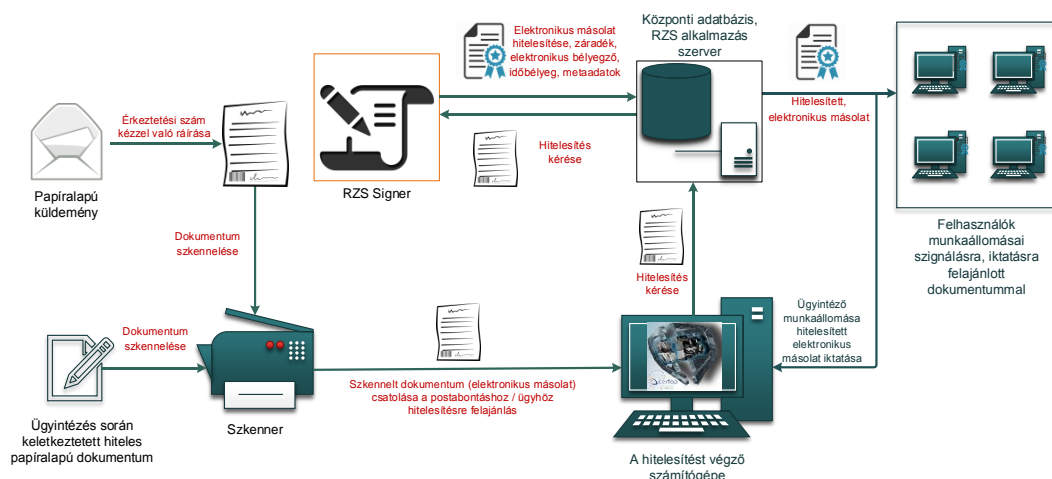 Elektronikus másolat
hitelesítése, záradék,
elektronikus bélyegző,
időbélyeg, metaadatok
Központi adatbázis,
RZS alkalmazás
szerver
Érkeztetési szám
kézzel való ráírása
Hitelesített,
elektronikus másolat
Hitelesítés
kérése
Papíralapú
küldemény
RZS Signer
Dokumentum
szkennelése
Hitelesítés
kérése
Felhasználók
munkaállomásai
szignálásra, iktatásra
felajánlott
dokumentummal
Ügyintéző
munkaállomása
hitelesített
elektronikus
másolat iktatása
Dokumentum
szkennelése
Szkennelt dokumentum (elektronikus másolat)
csatolása a postabontáshoz / ügyhöz
hitelesítésre felajánlás
Szkenner
Ügyintézés során
keletkeztetett hiteles
papíralapú dokumentum
A hitelesítést végző
számítógépe